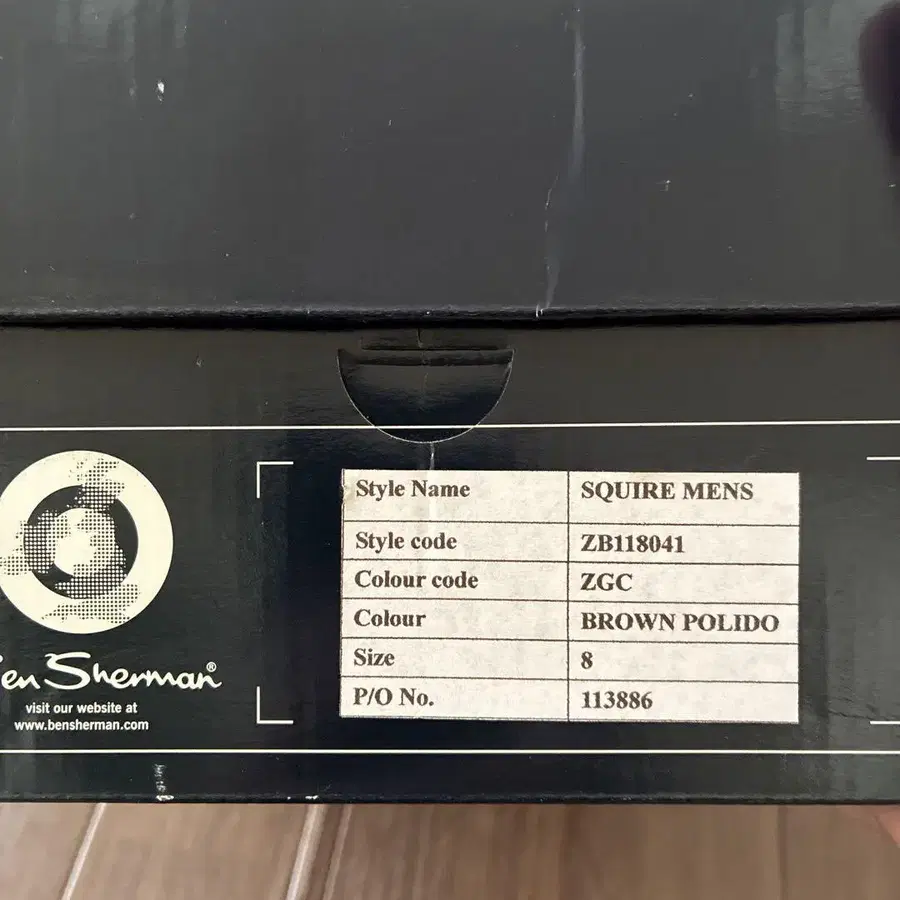 Style Name SQUIRE MENS
Style code ZB118041
Colour code ZGC
Colour BROWN POLIDO
Size 8
P/O No. 113886
en Sherman®
visit our website at
www.bensherman.com